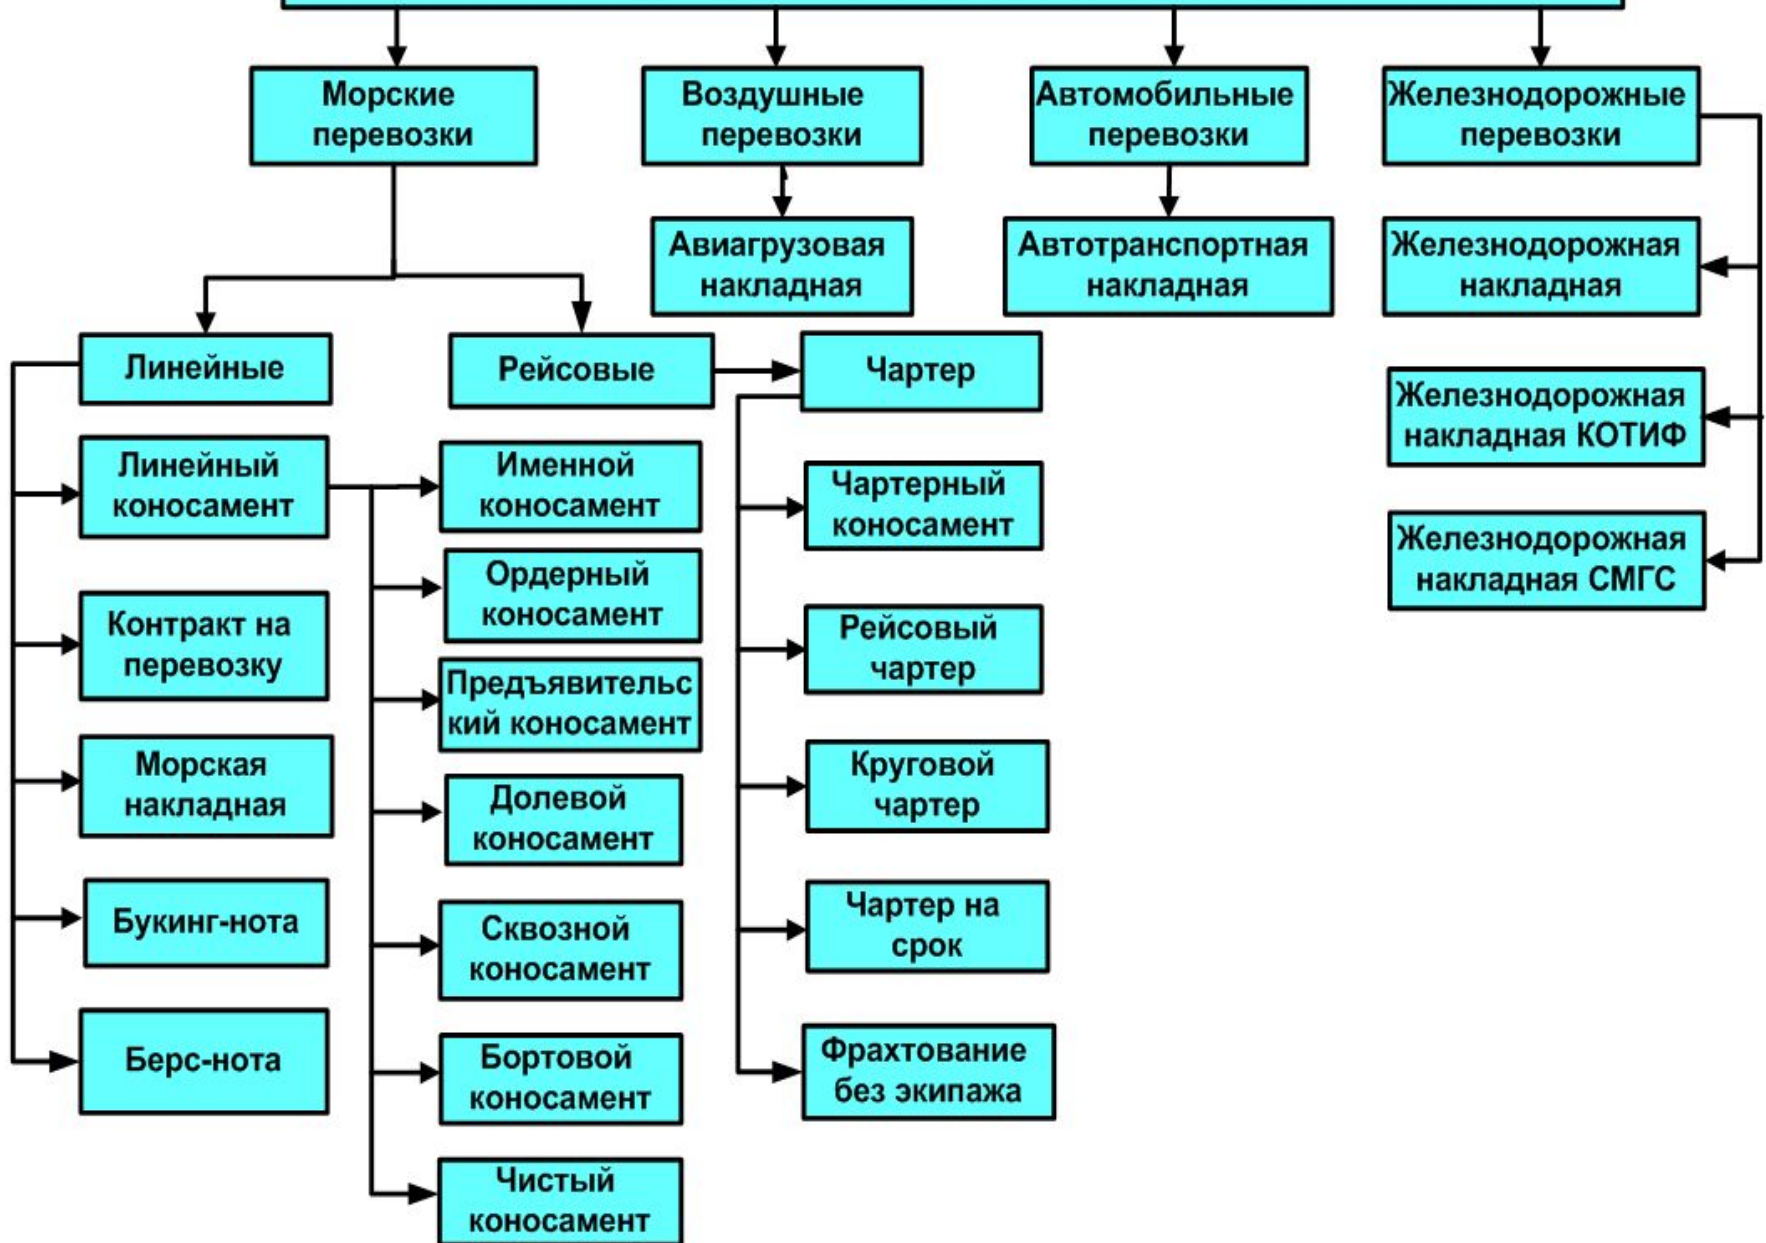 Морские
перевозки
Воздушные
перевозки
Автомобильные
перевозки
Железнодорожные
перевозки
Авиагрузовая
накладная
Автотранспортная
накладная
Железнодорожная
накладная
Линейные
Рейсовые
Чартер
Железнодорожная
накладная КОТИФ
Линейный
коносамент
Именной
коносамент
Чартерный
коносамент
Железнодорожная
накладная СМГС
Ордерный
коносамент
Контракт на
перевозку
Рейсовый
чартер
Предъявительс
кий коносамент
Морская
накладная
Долевой
коносамент
Круговой
чартер
Букинг-нота
Сквозной
коносамент
Чартер на
срок
Берс-нота
Бортовой
коносамент
Фрахтование
без экипажа
Чистый
коносамент